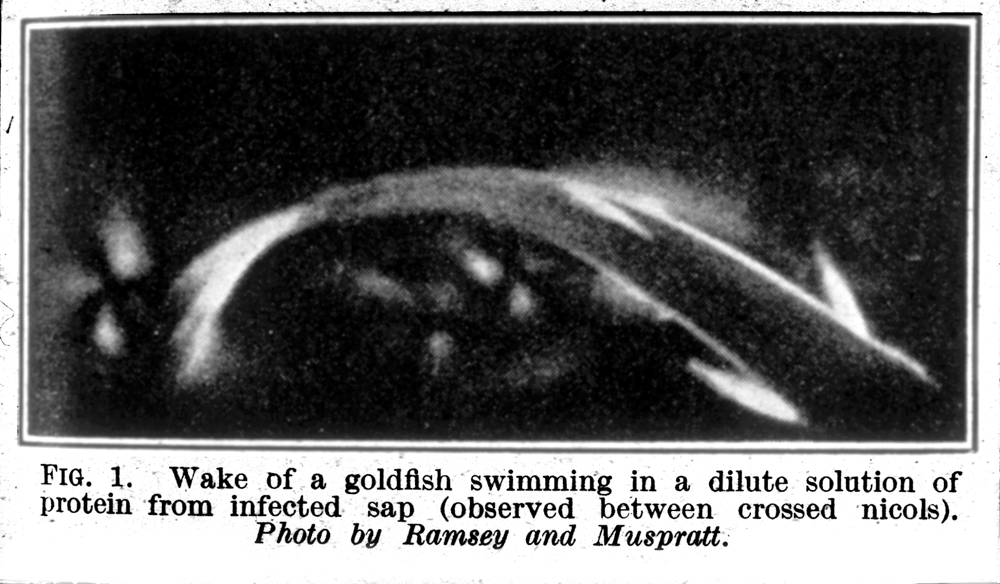 FIG. 1. Wake of a goldfish swimming in a dilute solution of
protein from infected sap (observed between crossed nicols).
Photo by Ramsey and Muspratt.